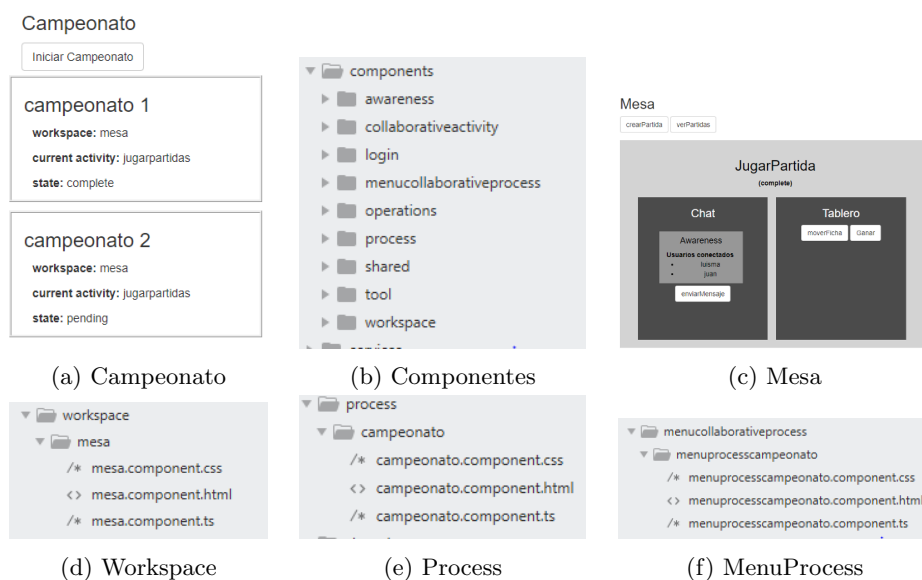 Campeonato
Iniciar Campeonato
campeonato 1
workspace: mesa
current activity: jugarpartidas
state: complete
campeonato 2
workspace: mesa
current activity: jugarpartidas
state: pending
(a) Campeonato
components
awareness
collaborativeactivity
login
menucollaborativeprocess
operations
process
shared
tool
workspace
(b) Componentes
Mesa
crearPartida verPartidas
JugarPartida
(complete)
Chat
Awareness
Usuarios conectados
• luisma
• juan
enviarMensaje
Tablero
moverFicha Ganar
(c) Mesa
workspace
mesa
/* mesa.component.css
<> mesa.component.html
/* mesa.component.ts
(d) Workspace
process
campeonato
/* campeonato.component.css
<> campeonato.component.html
/* campeonato.component.ts
(e) Process
menucollaborativeprocess
menuprocesscampeonato
/* menuprocesscampeonato.component.css
<> menuprocesscampeonato.component.html
/* menuprocesscampeonato.component.ts
(f) MenuProcess